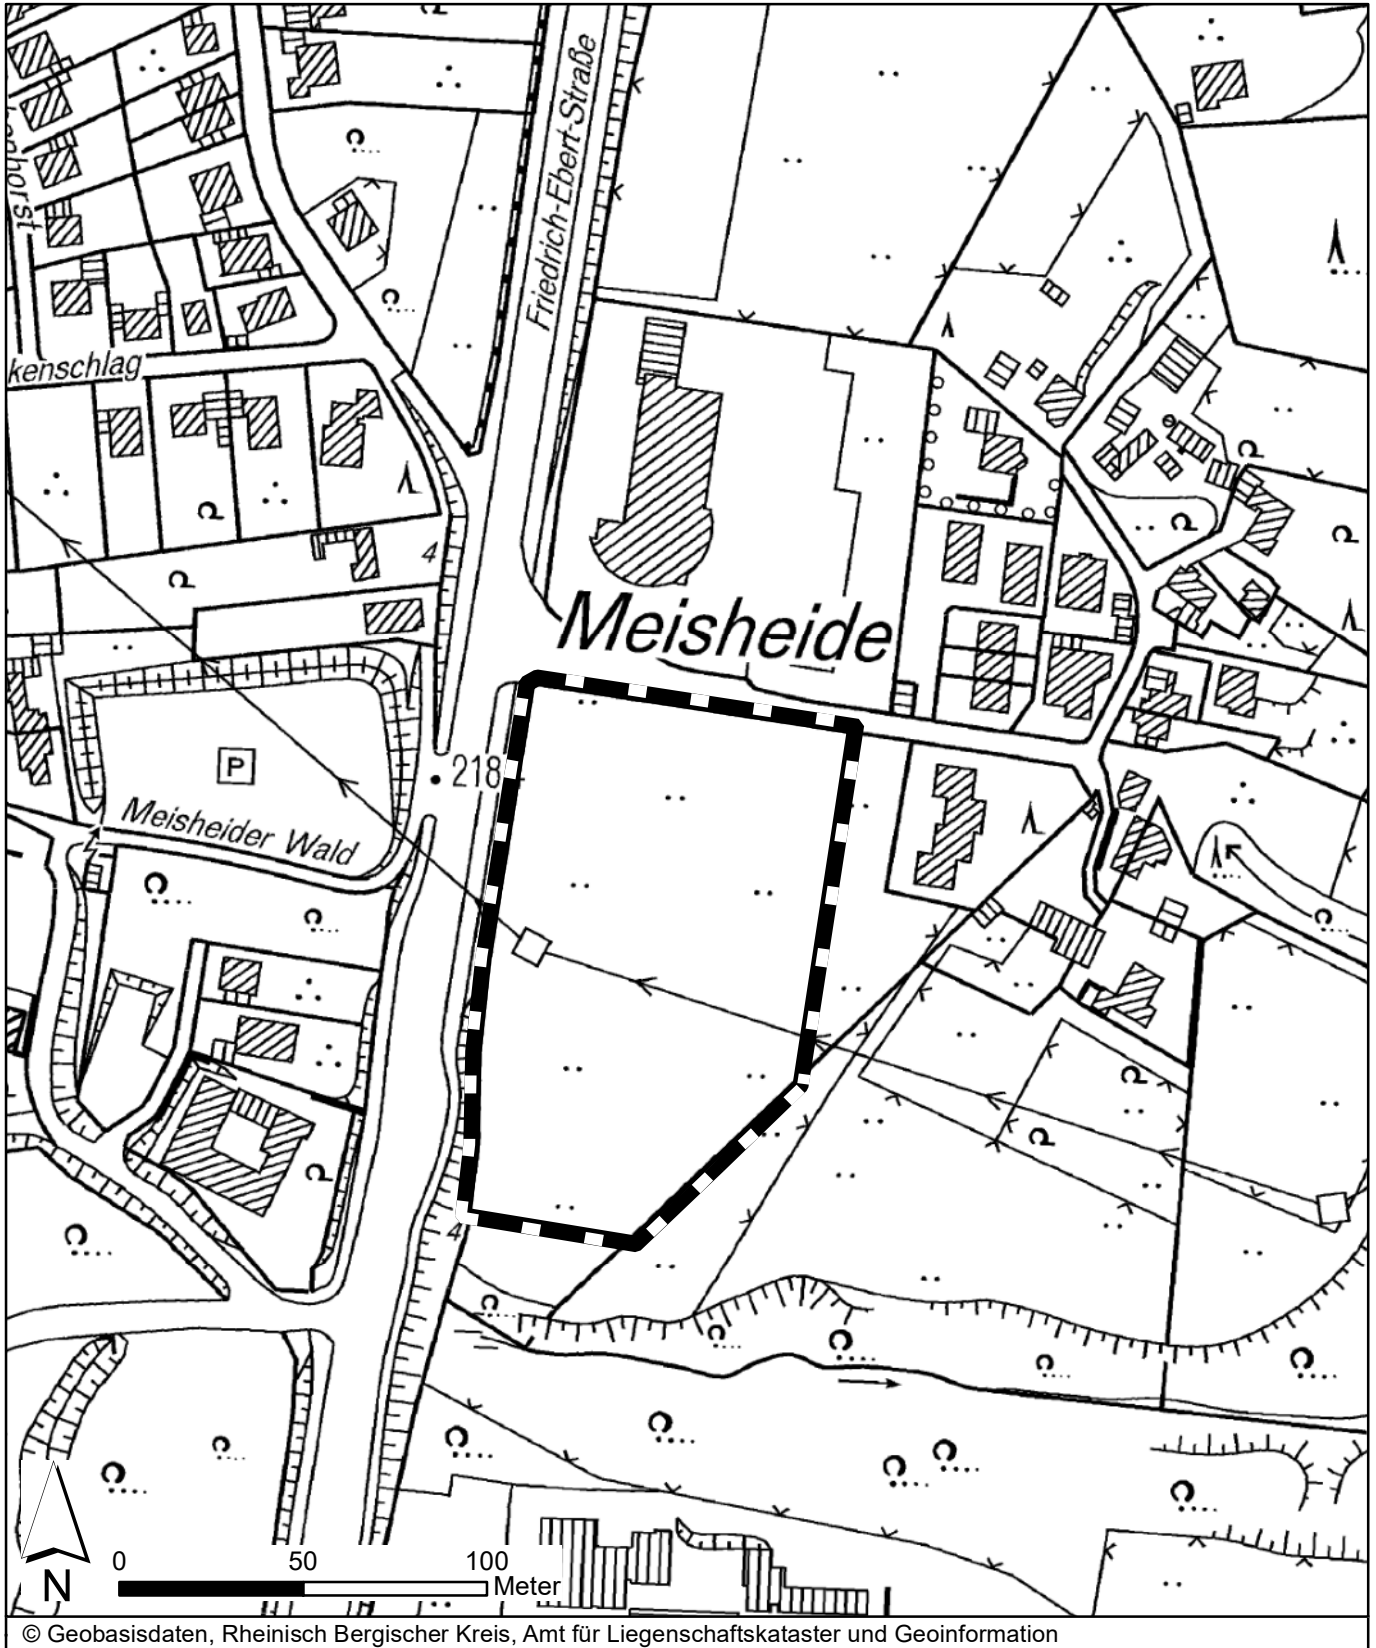 Friedrich-Ebert-Straße
kenschlag
Meisheide
4
P
218
Meisheider Wald
4
0 50 100
Meter
N
© Geobasisdaten, Rheinisch Bergischer Kreis, Amt für Liegenschaftskataster und Geoinformation